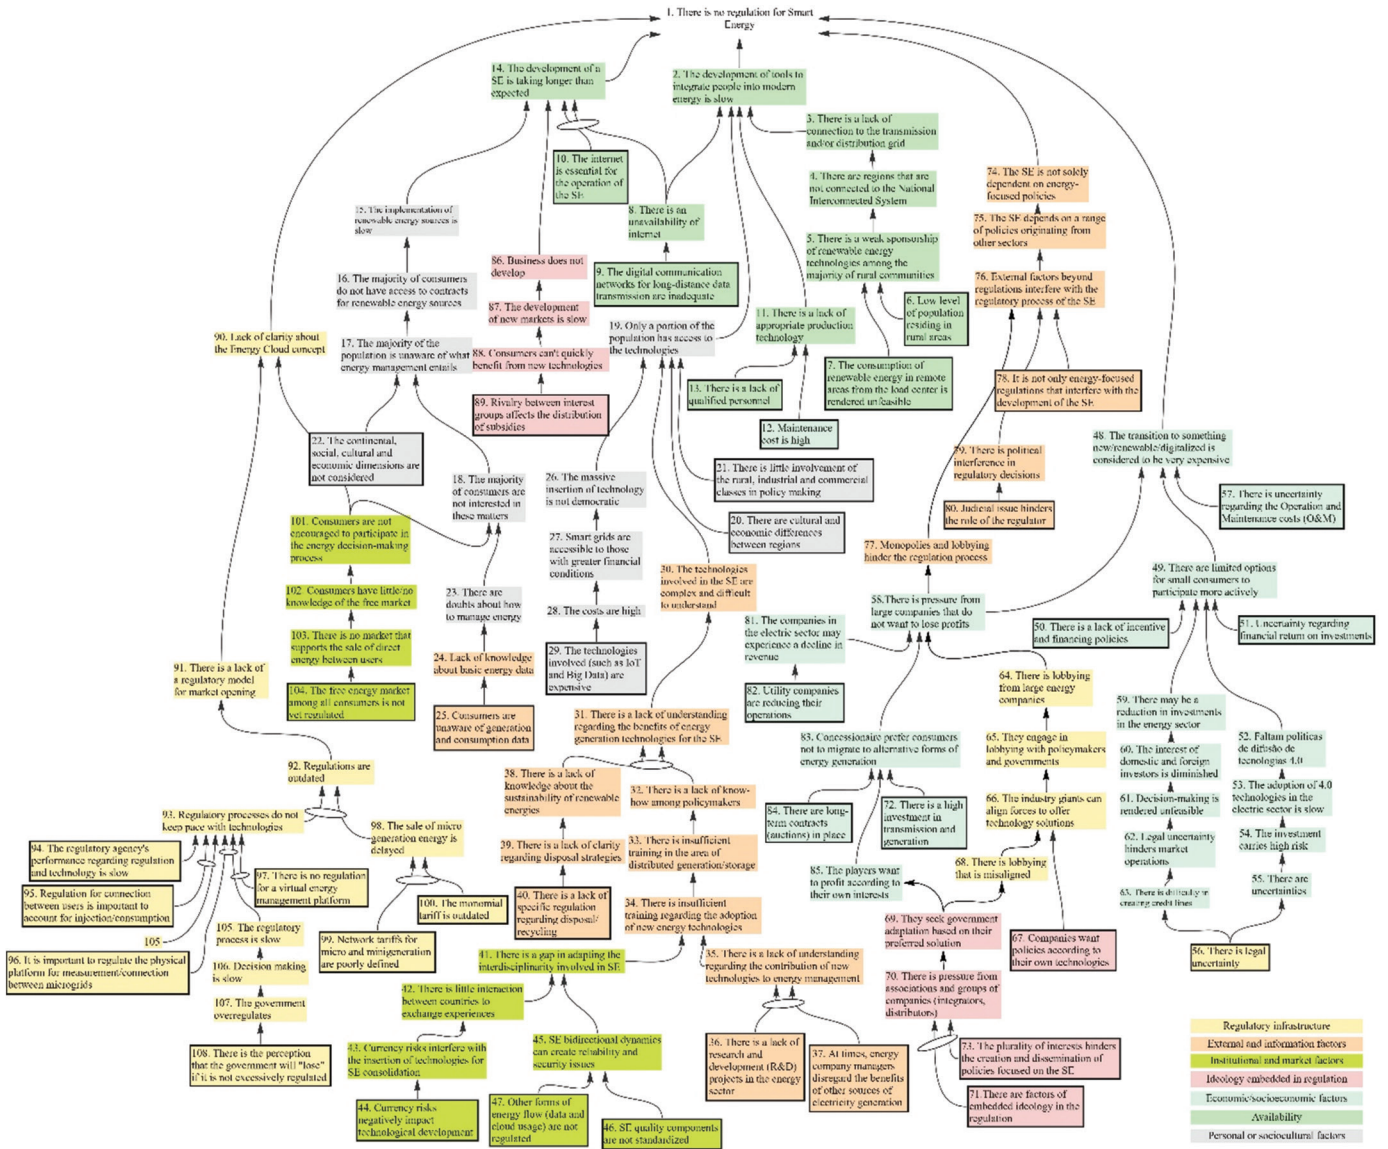 1. There is no regulation for Smart
Energy
14. The development of a
SE is taking longer than
expected
2. The development of tools to
integrate people into modern
energy is slow
3. There is a lack of
connection to the transmission
and/or distribution grid
10. The internet
is essential for
the operation of
the SE
4. There are regions that are
not connected to the National
Interconnected System
74. The SE is not solely
dependent on energy-
focused policies
15. The implementation of
renewable energy sources is
slow
8. There is an
unavailability of
internet
75. The SE depends on a range
of policies originating from
other sectors
5. There is a weak sponsorship
of renewable energy
technologies among the
majority of rural communities
86. Business does not
develop
9. The digital communication
networks for long-distance data
transmission are inadequate
16. The majority of consumers
do not have access to contracts
for renewable energy sources
76. External factors beyond
regulations interfere with the
regulatory process of the SE
6. Low level
of population
residing in
rural areas
87. The development
of new markets is slow
11. There is a lack of
appropriate production
technology
19. Only a portion of the
population has access to
the technologies
90. Lack of clarity about
the Energy Cloud concept
17. The majority of the
population is unaware of what
energy management entails
88. Consumers can't quickly
benefit from new technologies
7. The consumption of
renewable energy in remote
areas from the load center is
rendered unfeasible
78. It is not only energy-focused
regulations that interfere with the
development of the SE
13. There is a lack of
qualified personnel
89. Rivalry between interest
groups affects the distribution
of subsidies
12. Maintenance
cost is high
22. The continental,
social, cultural and
economic dimensions are
not considered
48. The transition to something
new/renewable/digitalized is
considered to be very expensive
79. There is political
interference in
regulatory decisions
21. There is little involvement of
the rural, industrial and commercial
classes in policy making
18. The majority
of consumers are
not interested in
these matters
26. The massive
insertion of technology
is not democratic
57. There is uncertainty
regarding the Operation and
Maintenance costs (O&M)
80. Judicial issue hinders
the role of the regulator
101. Consumers are not
encouraged to participate in
the energy decision-making
process
20. There are cultural and
economic differences
between regions
27. Smart grids are
accessible to those
with greater financial
conditions
77. Monopolies and lobbying
hinder the regulation process
30. The technologies
involved in the SE are
complex and difficult
to understand
49. There are limited options
for small consumers to
participate more actively
102. Consumers have little/no
knowledge of the free market
23. There are
doubts about how
to manage energy
28. The costs are high
58.There is pressure from
large companies that do
not want to lose profits
81. The companies in
the electric sector may
experience a decline in
revenue
50. There is a lack of incentive
and financing policies
51. Uncertainty regarding
financial return on investments
103. There is no market that
supports the sale of direct
energy between users
29. The technologies
involved (such as IoT
and Big Data) are
expensive
24. Lack of knowledge
about basic energy data
91. There is a lack of
a regulatory model
for market opening
64. There is lobbying
from large energy
companies
104. The free energy market
among all consumers is not
yet regulated
82. Utility companies
are reducing their
operations
59. There may be a
reduction in investments
in the energy sector
25. Consumers are
unaware of generation
and consumption data
31. There is a lack of understanding
regarding the benefits of energy
generation technologies for the SE
65. They engage in
lobbying with policymakers
and governments
83. Concessionaire prefer consumers
not to migrate to alternative forms of
energy generation
52. Faltam políticas
de difusão de
tecnologias 4.0
60. The interest of
domestic and foreign
investors is diminished
92. Regulations are
outdated
38. There is a lack of
knowledge about the
sustainability of renewable
energies
32. There is a lack of know-
how among policymakers
53. The adoption of 4.0
technologies in the
electric sector is slow
66. The industry giants can
align forces to offer
technology solutions
84. There are long-
term contracts
(auctions) in place
72. There is a high
investment in
transmission and
generation
61. Decision-making is
rendered unfeasible
93. Regulatory processes do not
keep pace with technologies
98. The sale of micro
generation energy is
delayed
54. The investment
carries high risk
62. Legal uncertainty
hinders market
operations
33. There is insufficient
training in the area of
distributed generation/storage
39. There is a lack of clarity
regarding disposal strategies
94. The regulatory agency's
performance regarding regulation
and technology is slow
68. There is lobbying
that is misaligned
85. The players want
to profit according to
their own interests
97. There is no regulation
for a virtual energy
management platform
55. There are
uncertainties
95. Regulation for connection
between users is important to
account for injection/consumption
40. There is a lack of
specific regulation
regarding disposal/
recycling
63. There is difficulty in
creating credit lines
100. The monomial
tariff is outdated
34. There is insufficient
training regarding the adoption
of new energy technologies
69. They seek government
adaptation based on their
preferred solution
105
105. The regulatory
process is slow
99. Network tariffs for
micro and minigeneration
are poorly defined
67. Companies want
policies according to
their own technologies
96. It is important to regulate the physical
platform for measurement/connection
between microgrids
41. There is a gap in adapting the
interdisciplinarity involved in SE
35. There is a lack of understanding
regarding the contribution of new
technologies to energy management
56. There is legal
uncertainty
106. Decision making
is slow
70. There is pressure from
associations and groups of
companies (integrators,
distributors)
42. There is little interaction
between countries to
exchange experiences
107. The government
overregulates
Regulatory infrastructure
External and information factors
43. Currency risks interfere with
the insertion of technologies for
SE consolidation
45. SE bidirectional dynamics
can create reliability and
security issues
36. There is a lack of
research and
development (R&D)
projects in the energy
sector
37. At times, energy
company managers
disregard the benefits
of other sources of
electricity generation
73. The plurality of interests hinders
the creation and dissemination of
policies focused on the SE
108. There is the perception
that the government will "lose"
if it is not excessively regulated
Institutional and market factors
Ideology embedded in regulation
Economic/socioeconomic factors
44. Currency risks
negatively impact
technological development
47. Other forms of
energy flow (data and
cloud usage) are not
regulated
46. SE quality components
are not standardized
71.There are factors of
embedded ideology in the
regulation
Availability
Personal or sociocultural factors